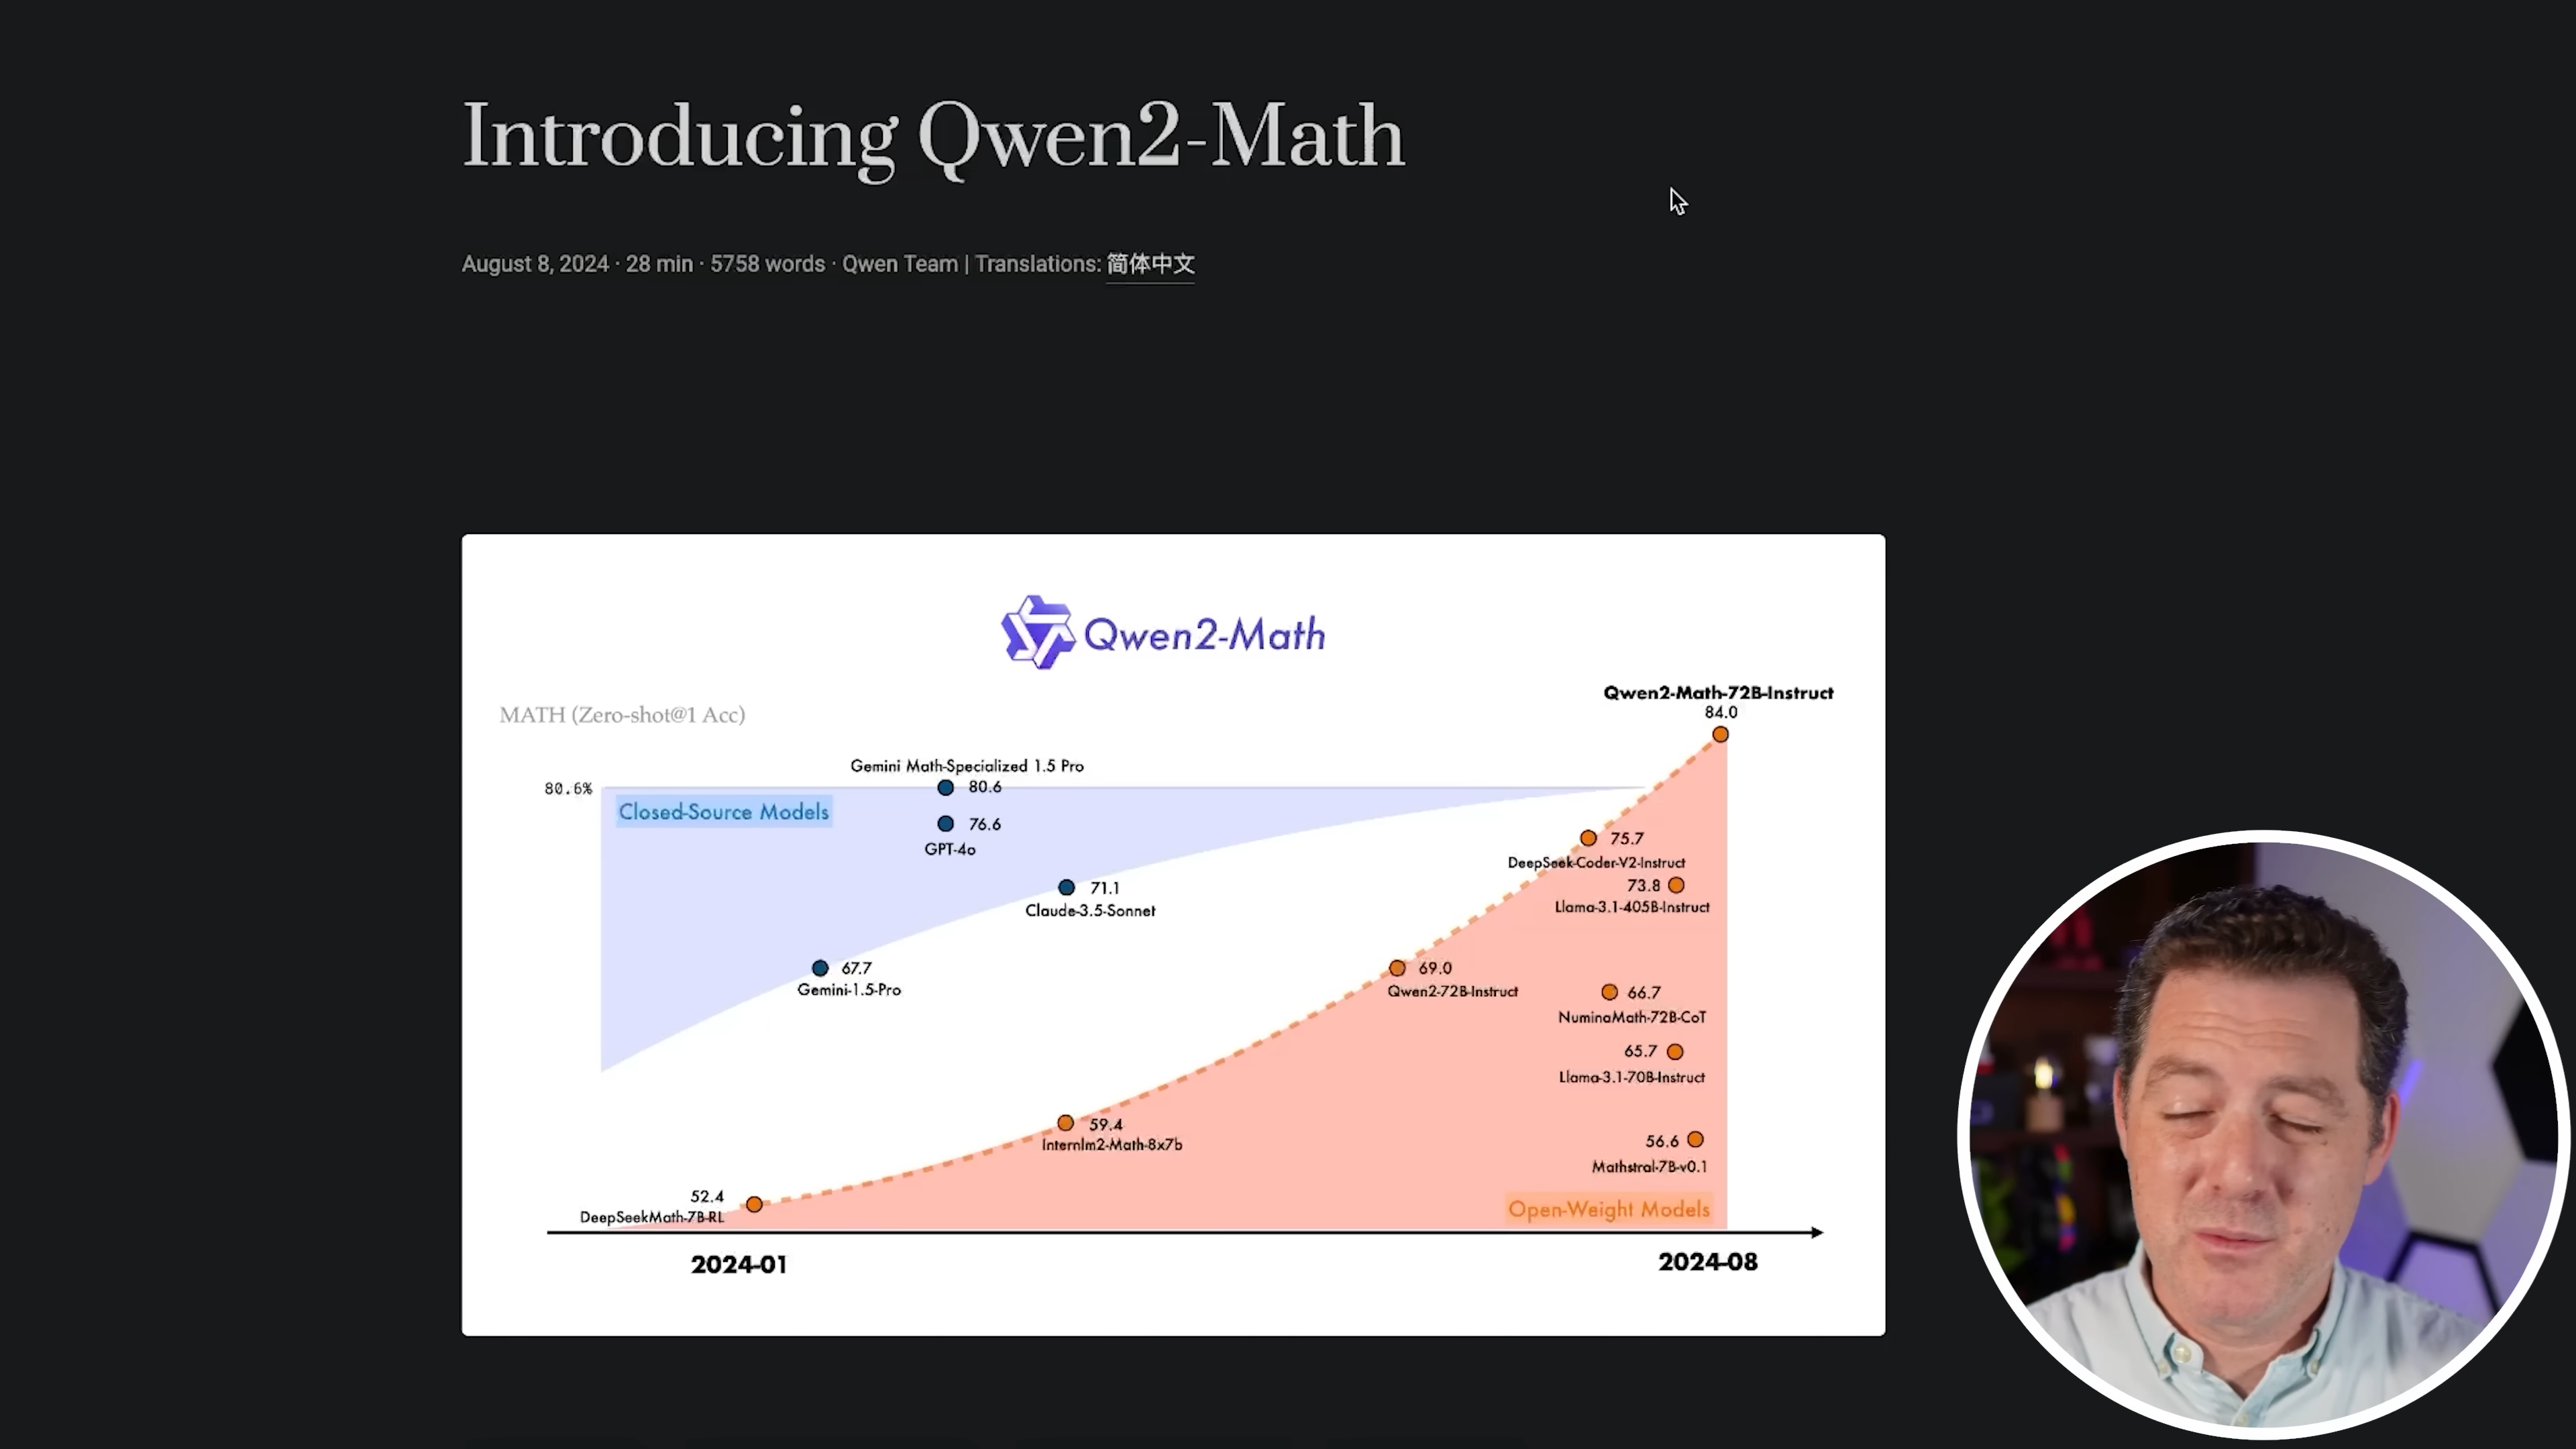 Introducing Qwen2-Math
August 8, 2024 · 28 min · 5758 words · Qwen Team | Translations: 简体中文
Qwen2-Math
MATH (Zero-shot@1 Acc)
Qwen2-Math-72B-Instruct
84.0
Gemini Math-Specialized 1.5 Pro
80.6%
80.6
Closed-Source Models
76.6
GPT-4o
75.7
DeepSeek-Coder-V2-Instruct
71.1
Claude-3.5-Sonnet
73.8
Llama-3.1-405B-Instruct
67.7
Gemini-1.5-Pro
69.0
Qwen2-72B-Instruct
66.7
NuminaMath-72B-CoT
65.7
Llama-3.1-70B-Instruct
59.4
Internlm2-Math-8x7b
56.6
Mathstral-7B-v0.1
52.4
DeepSeekMath-7B-RL
Open-Weight Models
2024-01
2024-08